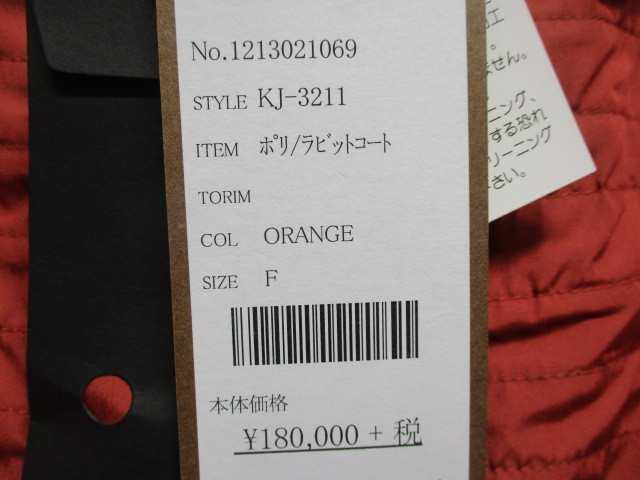 No.1213021069
STYLE KJ-3211
ITEM ﾎﾟﾘ/ﾗﾋﾞｯﾄｺｰﾄ
TORIM
COL ORANGE
SIZE F
本体価格
¥180,000 + 税
工
。
ません。
ニング、
する恐れ
リーニング
さい。